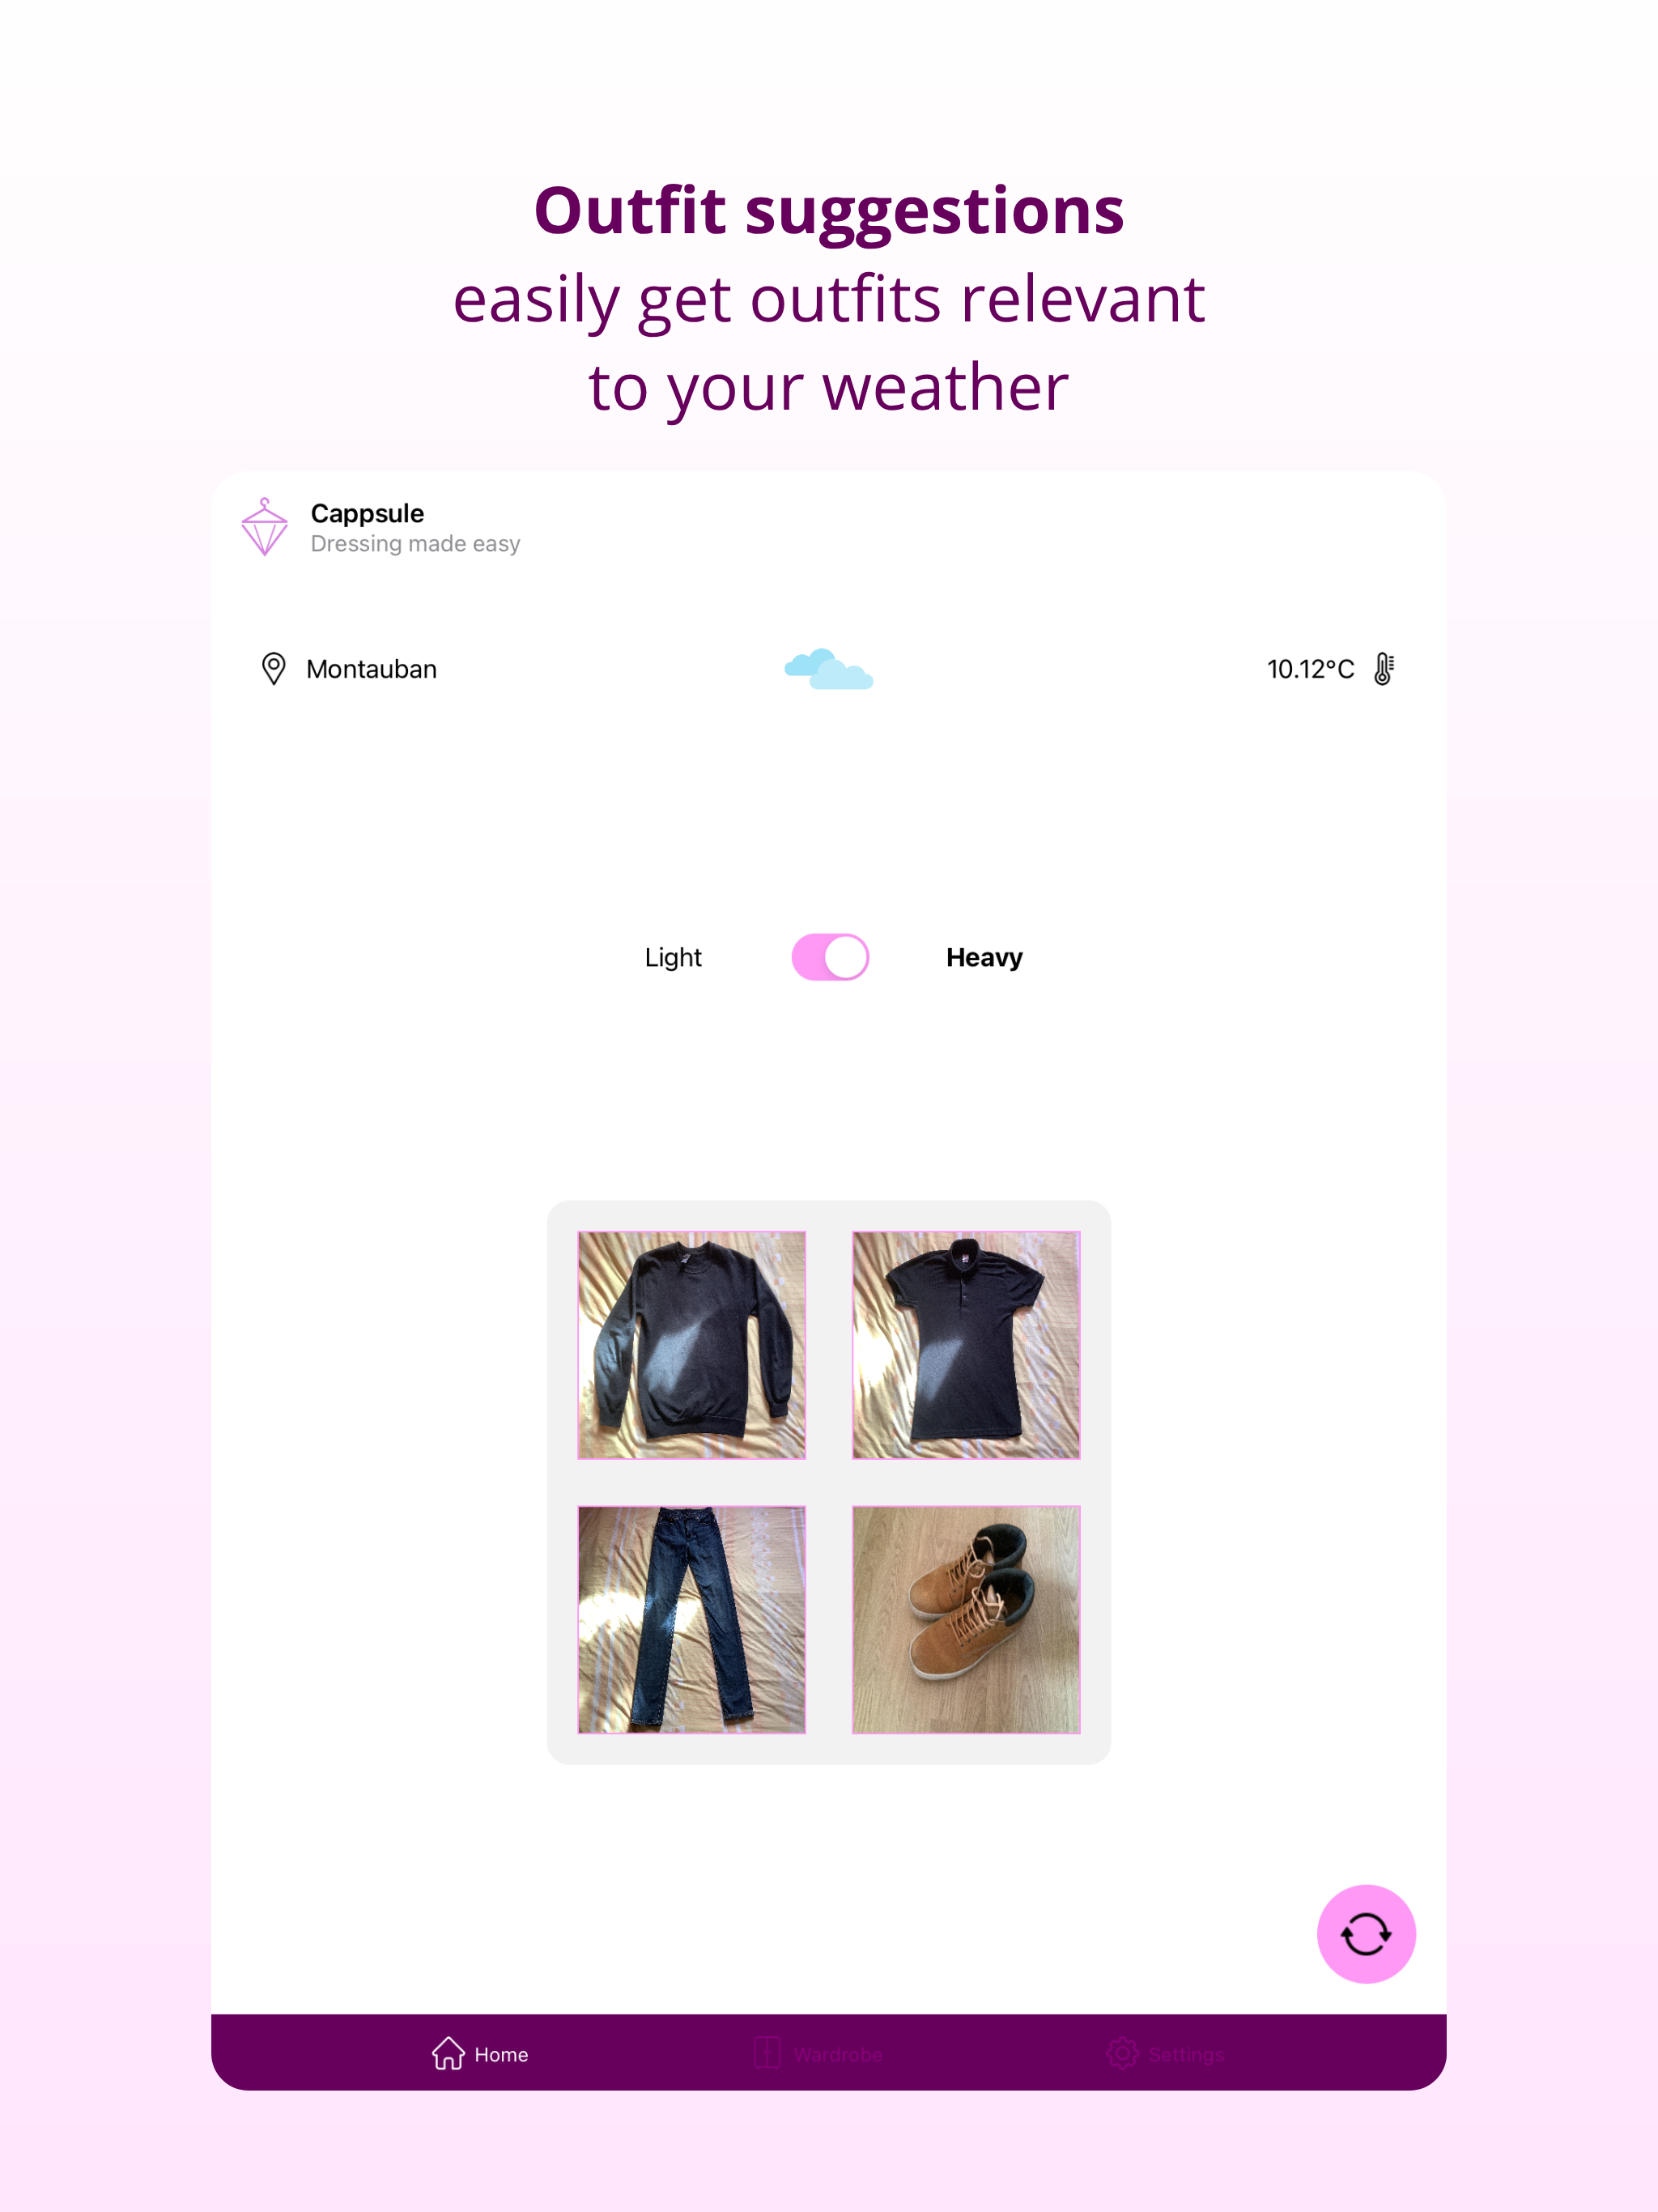 Outfit suggestions
easily get outfits relevant
to your weather
Cappsule
Dressing made easy
Montauban
10.12°C
Light
Heavy
Home
Wardrobe
Settings